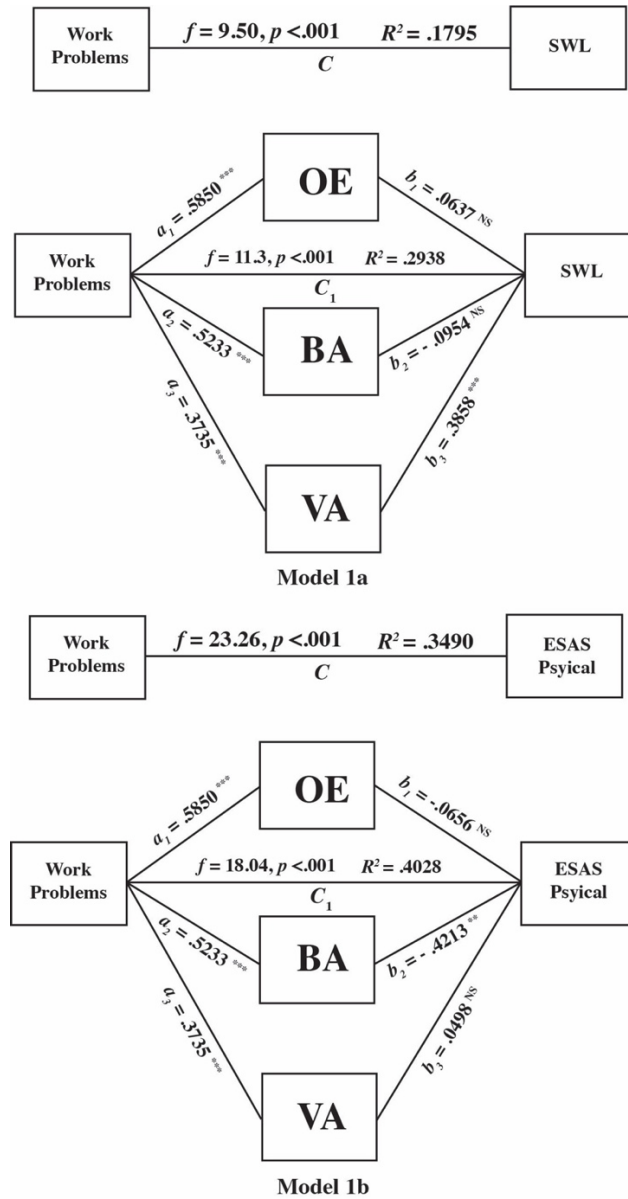 Work
Problems
f = 9.50, p <.001 R² = .1795
C
SWL
OE
a₁ = .5850 ***
b₁ = .0637 NS
Work
Problems
f = 11.3, p <.001 R² = .2938
C₁
SWL
a₂ = .5233 ***
BA
b₂ = - .0954 NS
a₃ = .3735 ***
b₃ = .3858 ***
VA
Model 1a
Work
Problems
f = 23.26, p <.001 R² = .3490
C
ESAS
Psyical
OE
a₁ = .5850 ***
b₁ = -.0656 NS
Work
Problems
f = 18.04, p <.001 R² = .4028
C₁
ESAS
Psyical
a₂ = .5233 ***
BA
b₂ = - .4213 **
a₃ = .3735 ***
b₃ = .0498 NS
VA
Model 1b